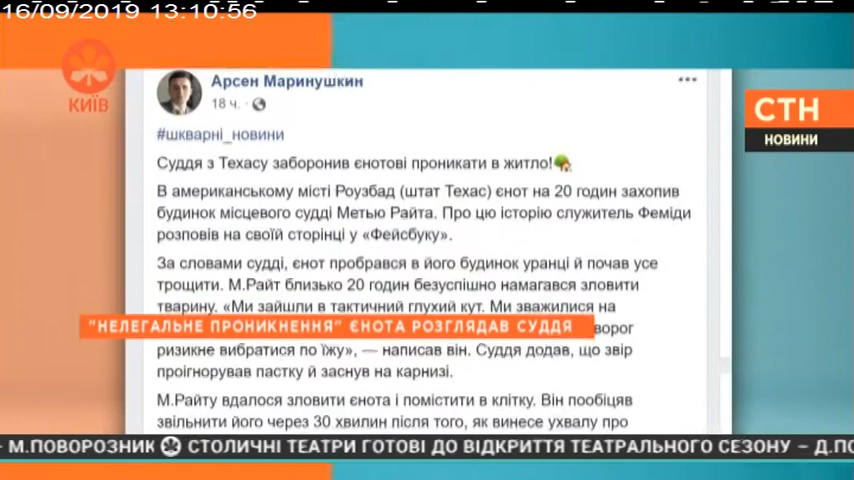 16/09/2019 13:10:56
КИЇВ
Арсен Маринушкин
18 ч. ·
СТН
НОВИНИ
#шкварні_новини
Суддя з Техасу заборонив єнотові проникати в житло!
В американському місті Роузбад (штат Техас) єнот на 20 годин захопив
будинок місцевого судді Метью Райта. Про цю історію служитель Феміди
розповів на своїй сторінці у «Фейсбуку».
За словами судді, єнот пробрався в його будинок уранці й почав усе
трощити. М.Райт близько 20 годин безуспішно намагався зловити
тварину. «Ми зайшли в тактичний глухий кут. Ми зважилися на
"НЕЛЕГАЛЬНЕ ПРОНИКНЕННЯ" ЄНОТА РОЗГЛЯДАВ СУДДЯ
ворог
ризикне вибратися по їжу», — написав він. Суддя додав, що звір
проігнорував пастку й заснув на карнизі.
М.Райту вдалося зловити єнота і помістити в клітку. Він пообіцяв
звільнити його через 30 хвилин після того, як винесе ухвалу про
– М.ПОВОРОЗНИК СТОЛИЧНІ ТЕАТРИ ГОТОВІ ДО ВІДКРИТТЯ ТЕАТРАЛЬНОГО СЕЗОНУ – Д.ПО